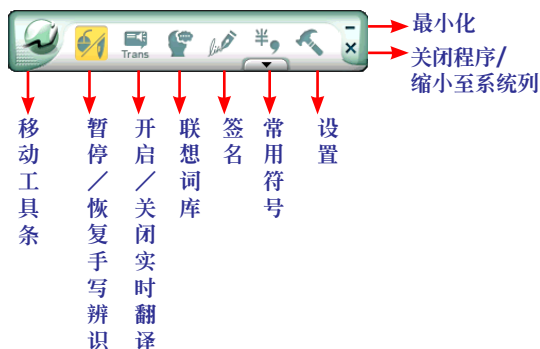 最小化
关闭程序/
缩小至系统列
Trans
半，
移动工具条
暂停/恢复手写辨识
开启/关闭实时翻译
联想词库
签名
常用符号
设置